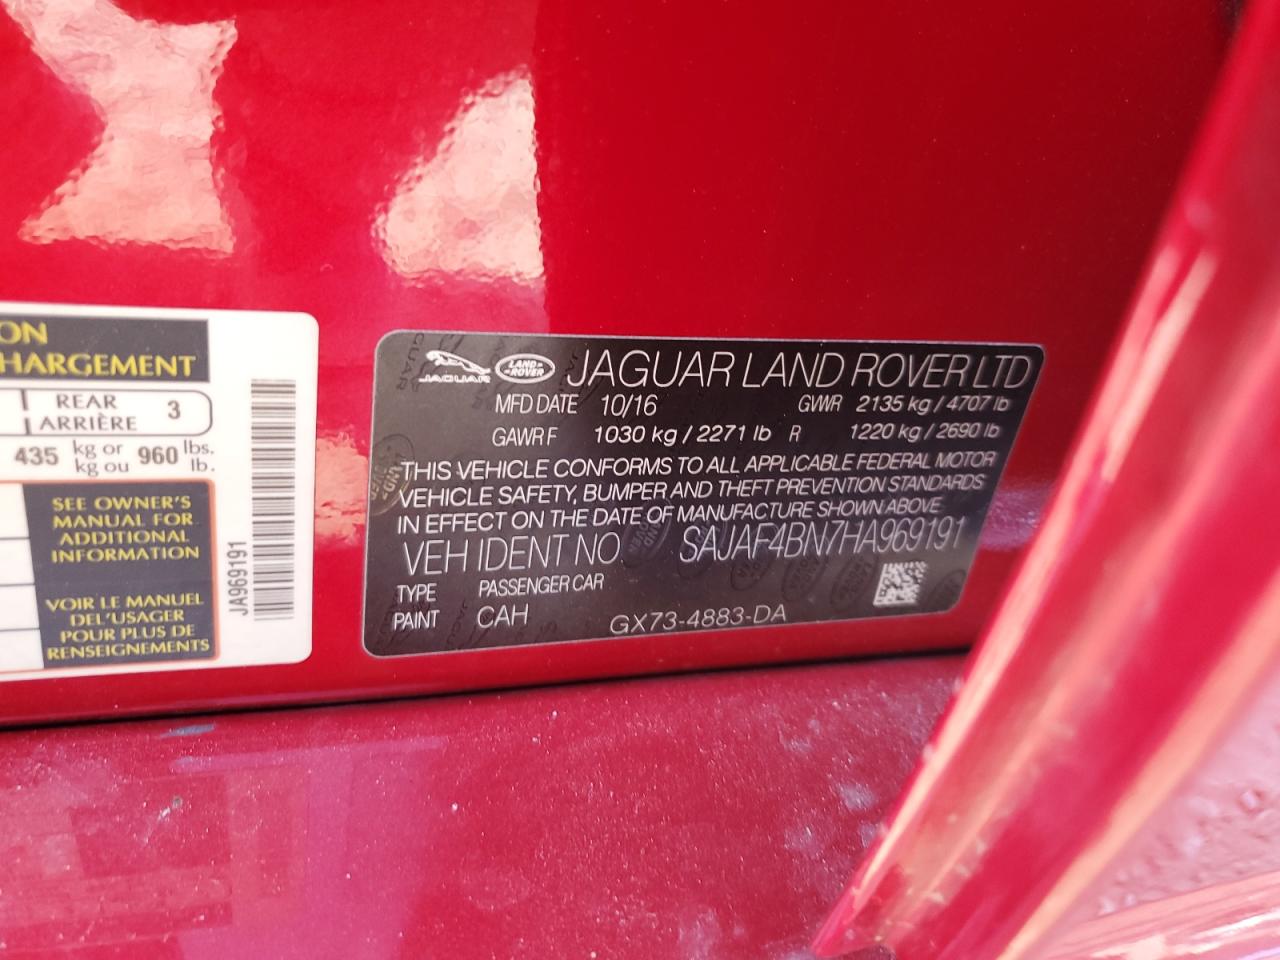 ON
HARGEMENT
REAR 3
ARRIÈRE
435 kg or 960 lbs.
kg ou lb.
SEE OWNER'S
MANUAL FOR
ADDITIONAL
INFORMATION
VOIR LE MANUEL
DEL'USAGER
POUR PLUS DE
RENSEIGNEMENTS
JA969191
JAGUAR LAND-ROVER JAGUAR LAND ROVER LTD
MFD DATE 10/16 GVWR 2135 kg / 4707 lb
GAWR F 1030 kg / 2271 lb R 1220 kg / 2690 lb
THIS VEHICLE CONFORMS TO ALL APPLICABLE FEDERAL MOTOR
VEHICLE SAFETY, BUMPER AND THEFT PREVENTION STANDARDS
IN EFFECT ON THE DATE OF MANUFACTURE SHOWN ABOVE
VEH IDENT NO SAJAF4BN7HA969191
TYPE PASSENGER CAR
PAINT CAH GX73-4883-DA